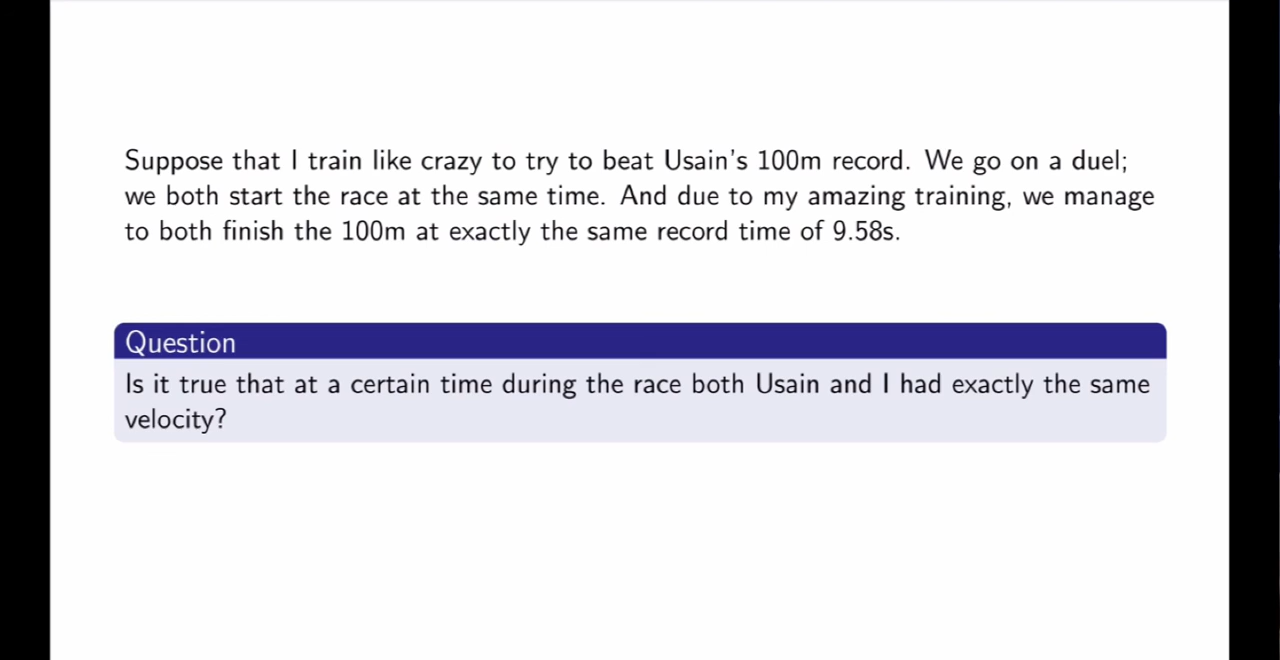 Suppose that I train like crazy to try to beat Usain's 100m record. We go on a duel;
we both start the race at the same time. And due to my amazing training, we manage
to both finish the 100m at exactly the same record time of 9.58s.
Question
Is it true that at a certain time during the race both Usain and I had exactly the same
velocity?